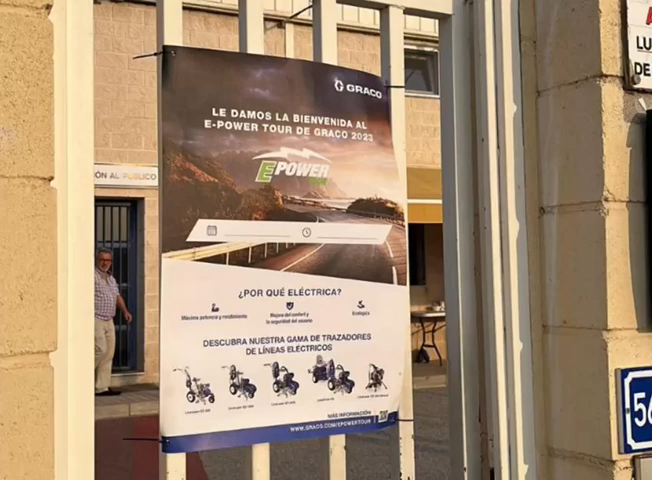 GRACO
LE DAMOS LA BIENVENIDA AL
E-POWER TOUR DE GRACO 2023
EPOWER
IÓN AL PÚBLICO
¿POR QUÉ ELÉCTRICA?
Máxima potencia y rendimiento
Mejora del confort y
la seguridad del usuario
Ecológica
DESCUBRA NUESTRA GAMA DE TRAZADORES
DE LÍNEAS ELÉCTRICOS
MÁS INFORMACIÓN
WWW.GRACO.COM/EPOWERTOUR
LU
DE
56